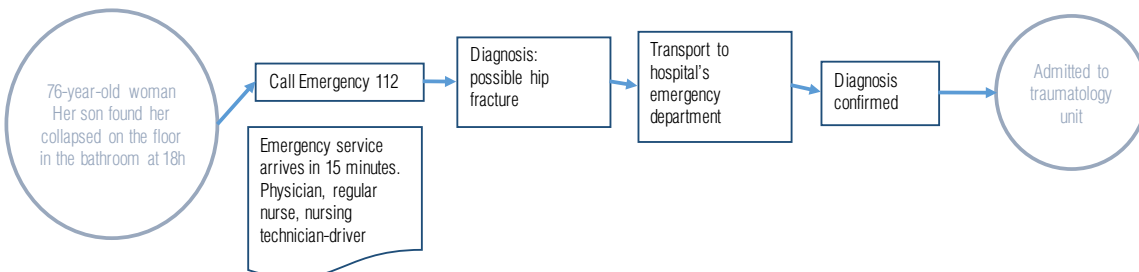 76-year-old woman
Her son found her
collapsed on the floor
in the bathroom at 18h
Call Emergency 112
Emergency service
arrives in 15 minutes.
Physician, regular
nurse, nursing
technician-driver
Diagnosis:
possible hip
fracture
Transport to
hospital's
emergency
department
Diagnosis
confirmed
Admitted to
traumatology
unit